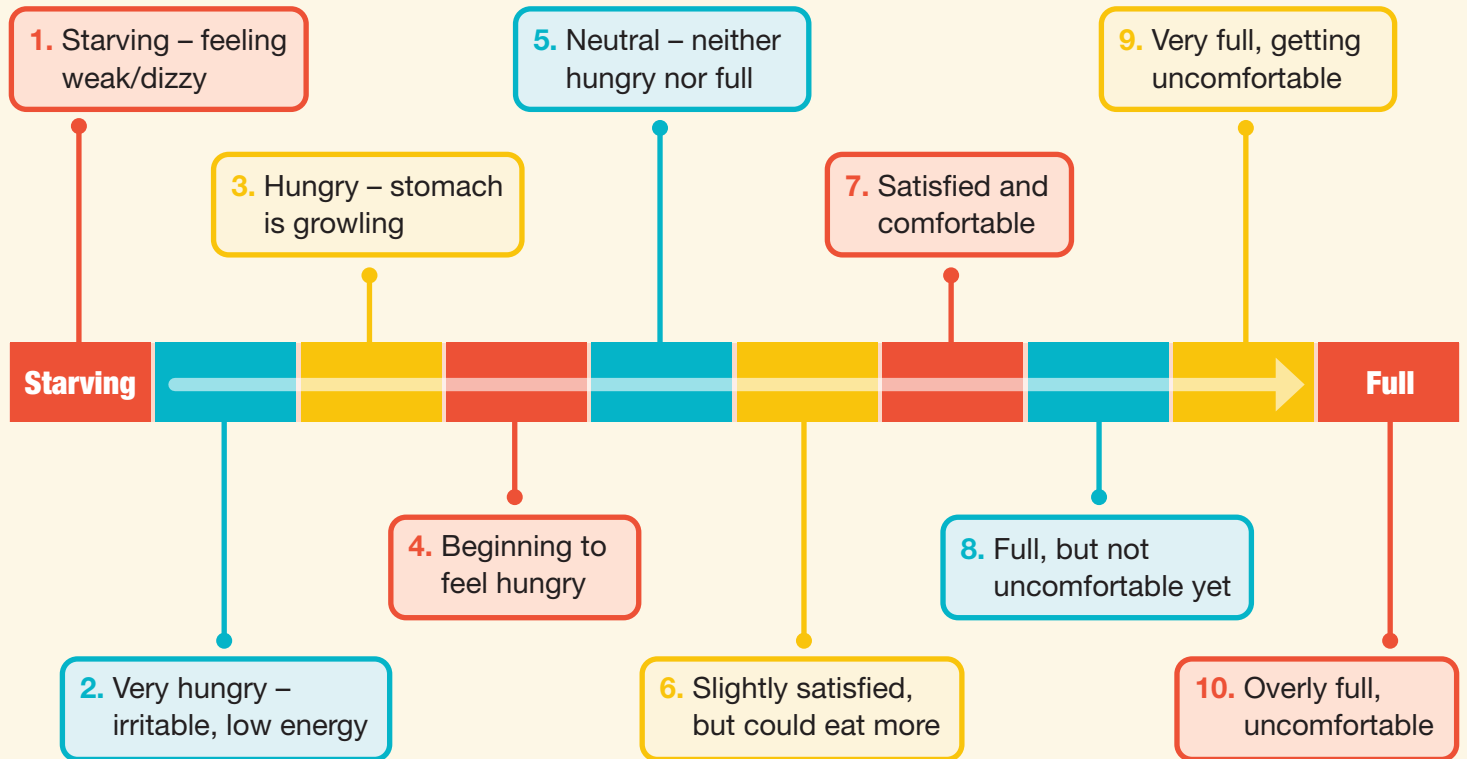 1. Starving – feeling
weak/dizzy
2. Very hungry –
irritable, low energy
3. Hungry – stomach
is growling
4. Beginning to
feel hungry
5. Neutral – neither
hungry nor full
6. Slightly satisfied,
but could eat more
7. Satisfied and
comfortable
8. Full, but not
uncomfortable yet
9. Very full, getting
uncomfortable
10. Overly full,
uncomfortable
Starving
Full